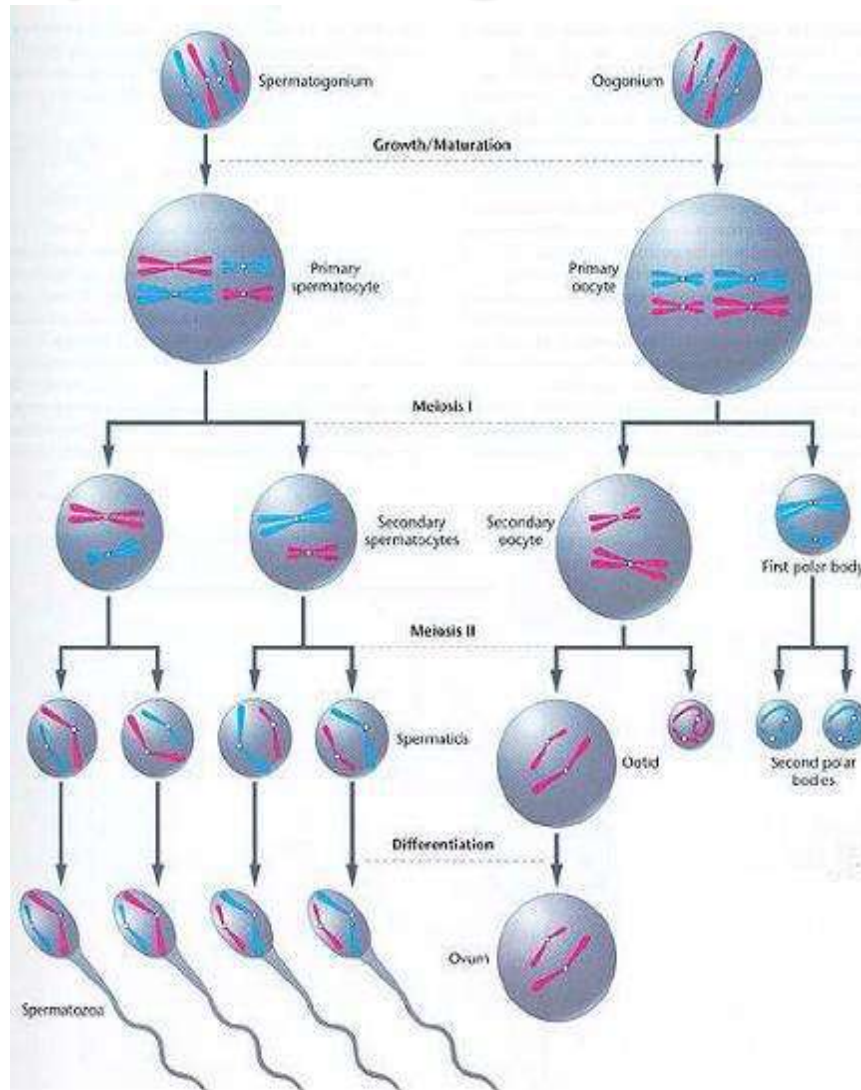 Spermatogonium
Oogonium
Growth/Maturation
Primary
spermatocyte
Primary
oocyte
Meiosis I
Secondary
spermatocytes
Secondary
oocyte
First polar body
Meiosis II
Spermatids
Ootid
Second polar
bodies
Differentiation
Ovum
Spermatozoa